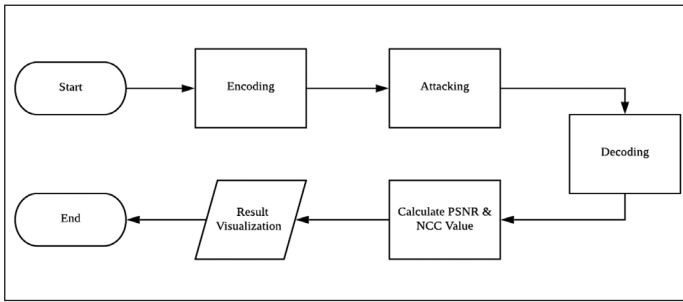 Start
Encoding
Attacking
Decoding
Calculate PSNR &
NCC Value
Result
Visualization
End